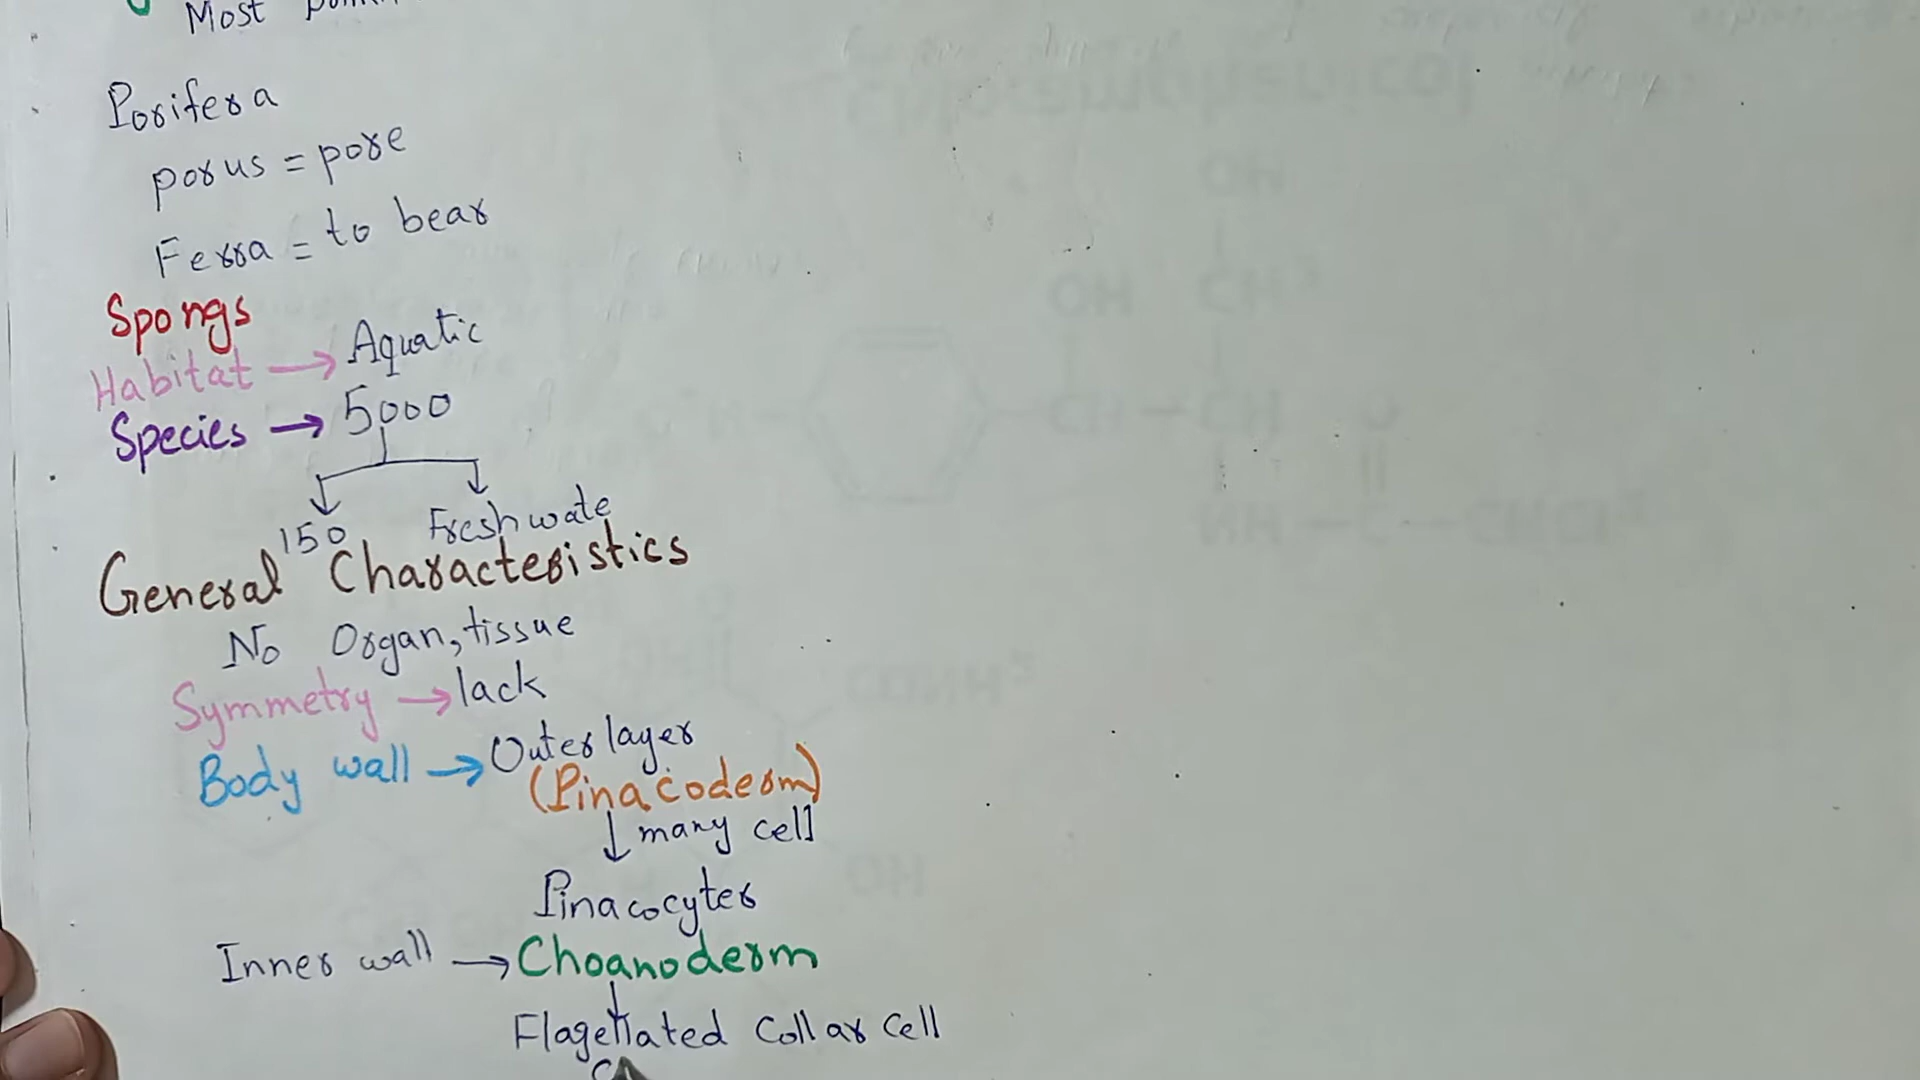 Most
Porifera
porus = pore
Ferra = to bear
Spongs
Habitat → Aquatic
Species → 5000
150 Freshwate
General Characteristics
No Organ, tissue
Symmetry → lack
Body wall → Outer layer
(Pinacoderm)
↓ many cell
Pinacocyter
Inner wall → Choanoderm
Flagellated Collar Cell